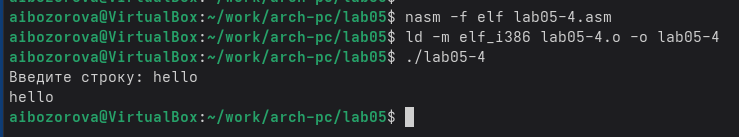 aibozorova@VirtualBox:~/work/arch-pc/lab05$ nasm -f elf lab05-4.asm
aibozorova@VirtualBox:~/work/arch-pc/lab05$ ld -m elf_i386 lab05-4.o -o lab05-4
aibozorova@VirtualBox:~/work/arch-pc/lab05$ ./lab05-4
Введите строку: hello
hello
aibozorova@VirtualBox:~/work/arch-pc/lab05$